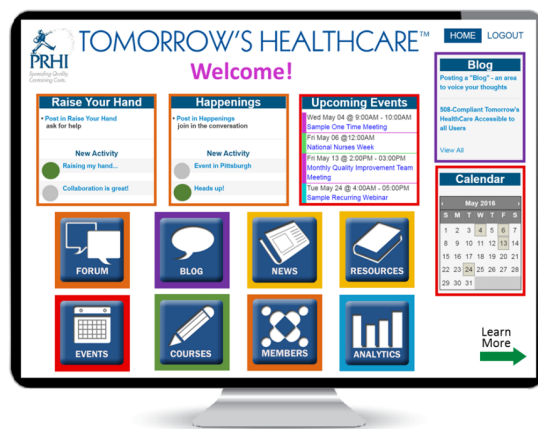 PRHI
Spending Quality.
Containing Costs.
TOMORROW'S HEALTHCARE™
HOME LOGOUT
Welcome!
Raise Your Hand
• Post in Raise Your Hand
ask for help
New Activity
Raising my hand...
Collaboration is great!
Happenings
• Post in Happenings
join in the conversation
New Activity
Event in Pittsburgh
Heads up!
Upcoming Events
Wed May 04 @ 9:00AM - 10:00AM
Sample One Time Meeting
Fri May 06 @12:00AM
National Nurses Week
Fri May 13 @ 2:00PM - 03:00PM
Monthly Quality Improvement Team
Meeting
Tue May 24 @ 4:00AM - 05:00PM
Sample Recurring Webinar
Blog
Posting a "Blog" - an area
to voice your thoughts
508-Compliant Tomorrow's
HealthCare Accessible to
all Users
View All
Calendar
‹ May 2016 ›
S M T W T F S
1 2 3 4 5 6 7
8 9 10 11 12 13 14
15 16 17 18 19 20 21
22 23 24 25 26 27 28
29 30 31
FORUM
BLOG
NEWS
RESOURCES
EVENTS
COURSES
MEMBERS
ANALYTICS
Learn
More